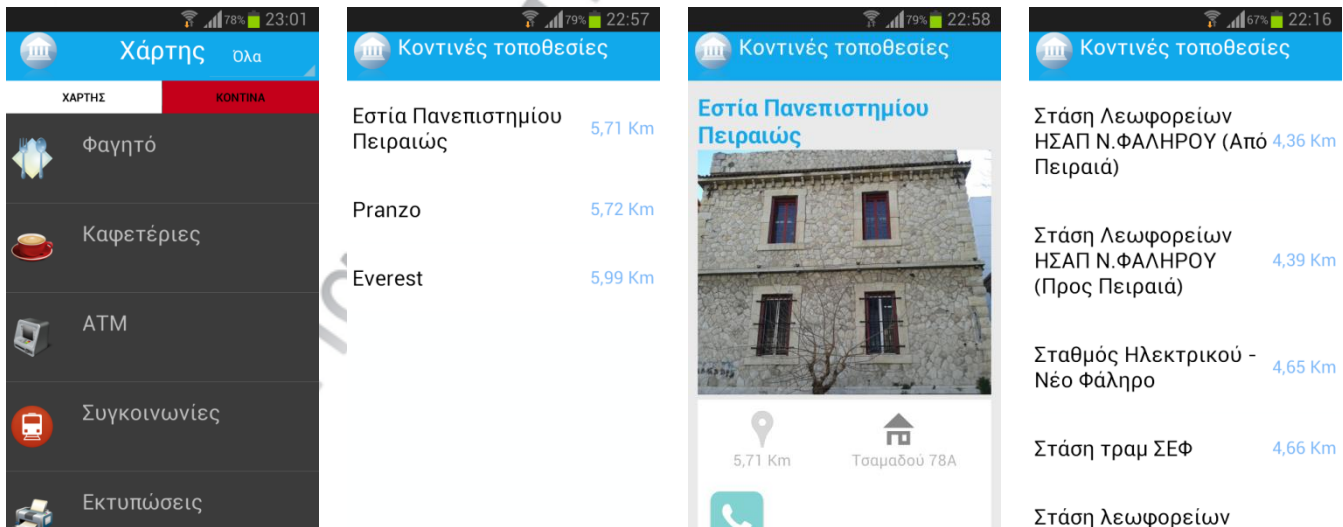 78% 23:01
Χάρτης Όλα
ΧΑΡΤΗΣ
ΚΟΝΤΙΝΑ
Φαγητό
Καφετέριες
ΑΤΜ
Συγκοινωνίες
Εκτυπώσεις
79% 22:57
Κοντινές τοποθεσίες
Εστία Πανεπιστημίου
Πειραιώς
5,71 Km
Pranzo
5,72 Km
Everest
5,99 Km
79% 22:58
Κοντινές τοποθεσίες
Εστία Πανεπιστημίου
Πειραιώς
5,71 Km
Τσαμαδού 78Α
67% 22:16
Κοντινές τοποθεσίες
Στάση Λεωφορείων
ΗΣΑΠ Ν.ΦΑΛΗΡΟΥ (Από
Πειραιά)
4,36 Km
Στάση Λεωφορείων
ΗΣΑΠ Ν.ΦΑΛΗΡΟΥ
(Προς Πειραιά)
4,39 Km
Σταθμός Ηλεκτρικού -
Νέο Φάληρο
4,65 Km
Στάση τραμ ΣΕΦ
4,66 Km
Στάση λεωφορείων